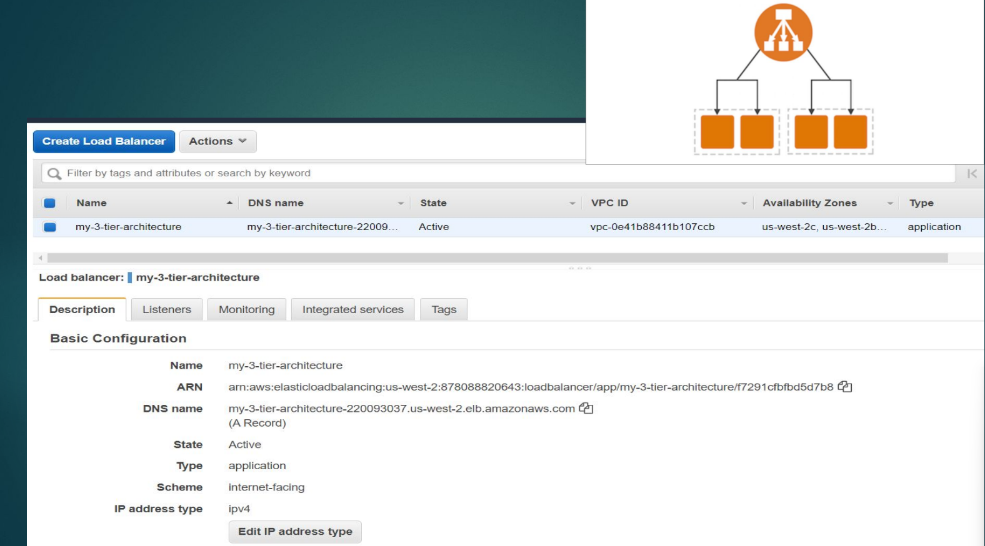 Create Load Balancer Actions
Filter by tags and attributes or search by keyword
Name DNS name State VPC ID Availability Zones Type
my-3-tier-architecture my-3-tier-architecture-22009... Active vpc-0e41b88411b107ccb us-west-2c, us-west-2b... application
Load balancer: my-3-tier-architecture
Description Listeners Monitoring Integrated services Tags
Basic Configuration
Name my-3-tier-architecture
ARN arn:aws:elasticloadbalancing:us-west-2:878088820643:loadbalancer/app/my-3-tier-architecture/f7291cfbfbd5d7b8
DNS name my-3-tier-architecture-220093037.us-west-2.elb.amazonaws.com
(A Record)
State Active
Type application
Scheme internet-facing
IP address type ipv4
Edit IP address type